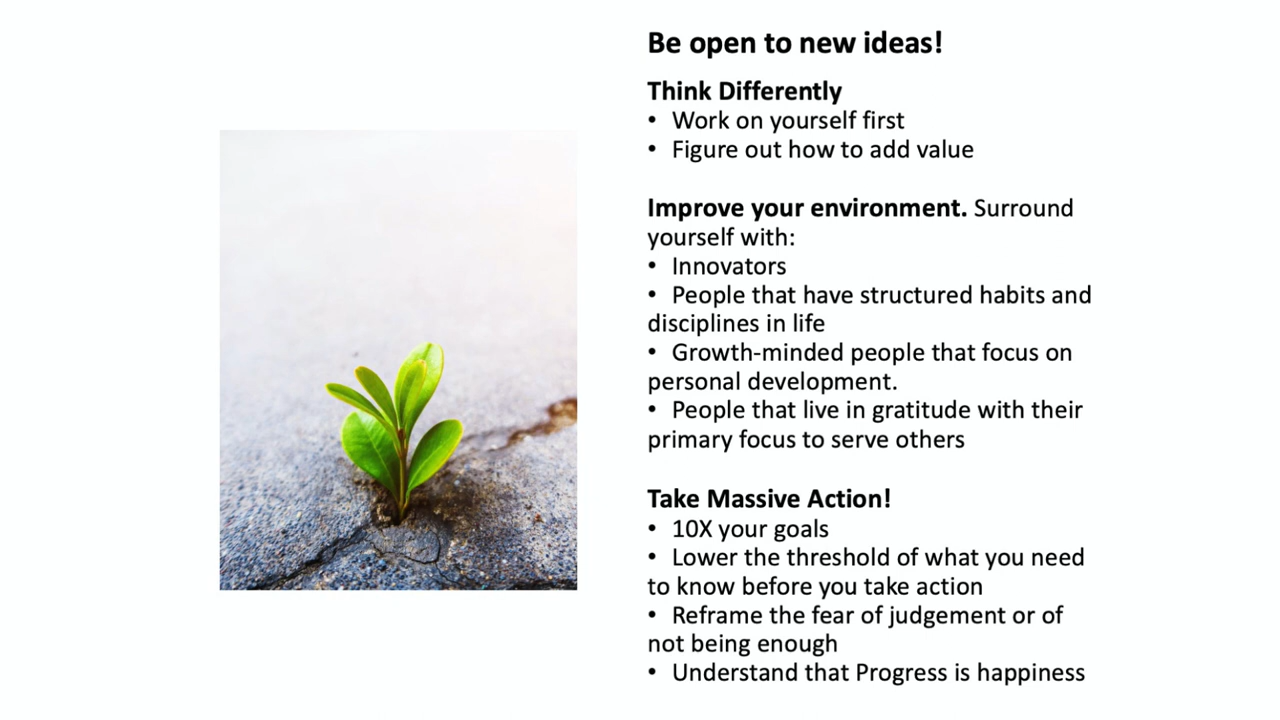 Be open to new ideas!
Think Differently
• Work on yourself first
• Figure out how to add value
Improve your environment. Surround
yourself with:
• Innovators
• People that have structured habits and
disciplines in life
• Growth-minded people that focus on
personal development.
• People that live in gratitude with their
primary focus to serve others
Take Massive Action!
• 10X your goals
• Lower the threshold of what you need
to know before you take action
• Reframe the fear of judgement or of
not being enough
• Understand that Progress is happiness